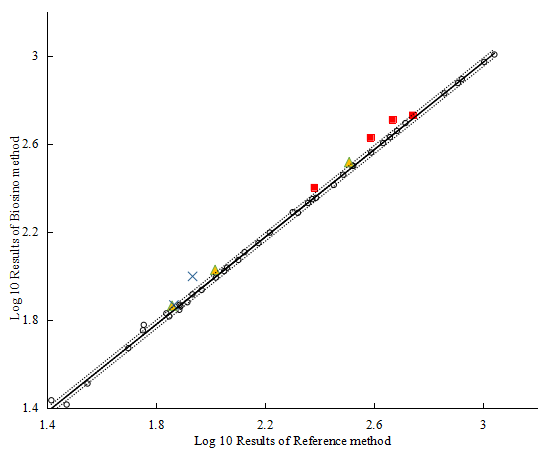 3
2.6
2.2
1.8
1.4
Log 10 Results of Biosino method
1.4 1.8 2.2 2.6 3
Log 10 Results of Reference method